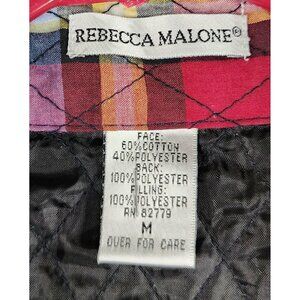 REBECCA MALONE®
FACE:
60%COTTON
40%POLYESTER
BACK:
100%POLYESTER
FILLING:
100%POLYESTER
RN 82779
M
OVER FOR CARE